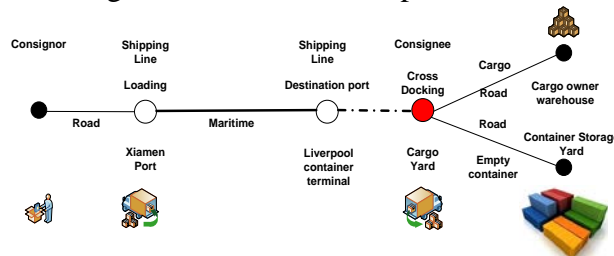 Consignor
Shipping
Line
Shipping
Line
Consignee
Loading
Destination port
Cross
Docking
Cargo
Road
Cargo owner
warehouse
Road
Maritime
Road
Xiamen
Port
Liverpool
container
terminal
Cargo
Yard
Empty
container
Container Storage
Yard